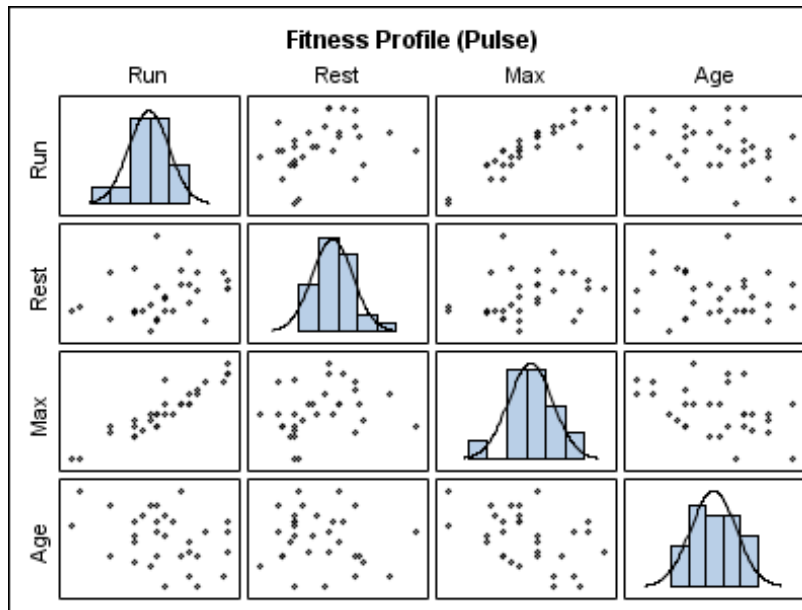 Fitness Profile (Pulse)
Run Rest Max Age
Run
Rest
Max
Age